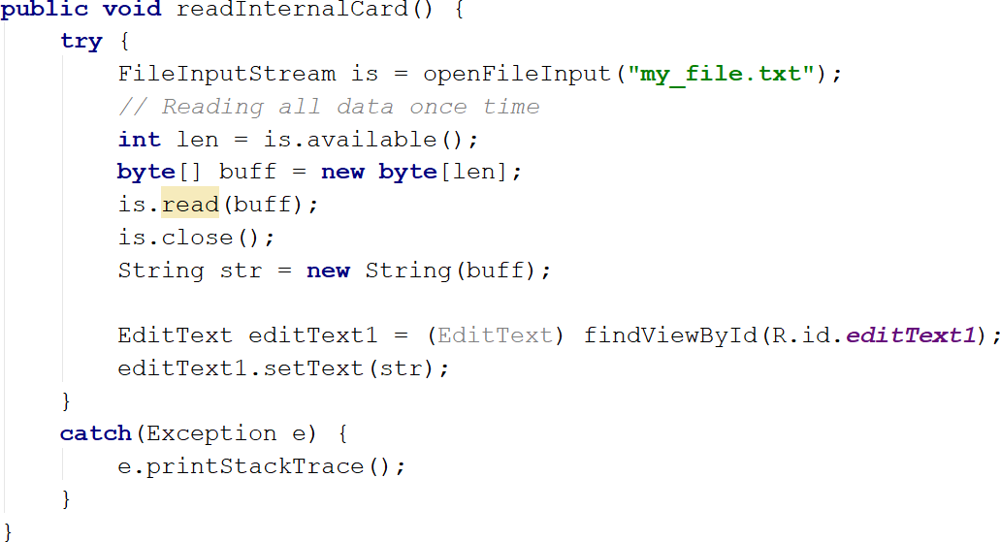 public void readInternalCard() {
    try {
        FileInputStream is = openFileInput("my_file.txt");
        // Reading all data once time
        int len = is.available();
        byte[] buff = new byte[len];
        is.read(buff);
        is.close();
        String str = new String(buff);

        EditText editText1 = (EditText) findViewById(R.id.editText1);
        editText1.setText(str);
    }
    catch(Exception e) {
        e.printStackTrace();
    }
}